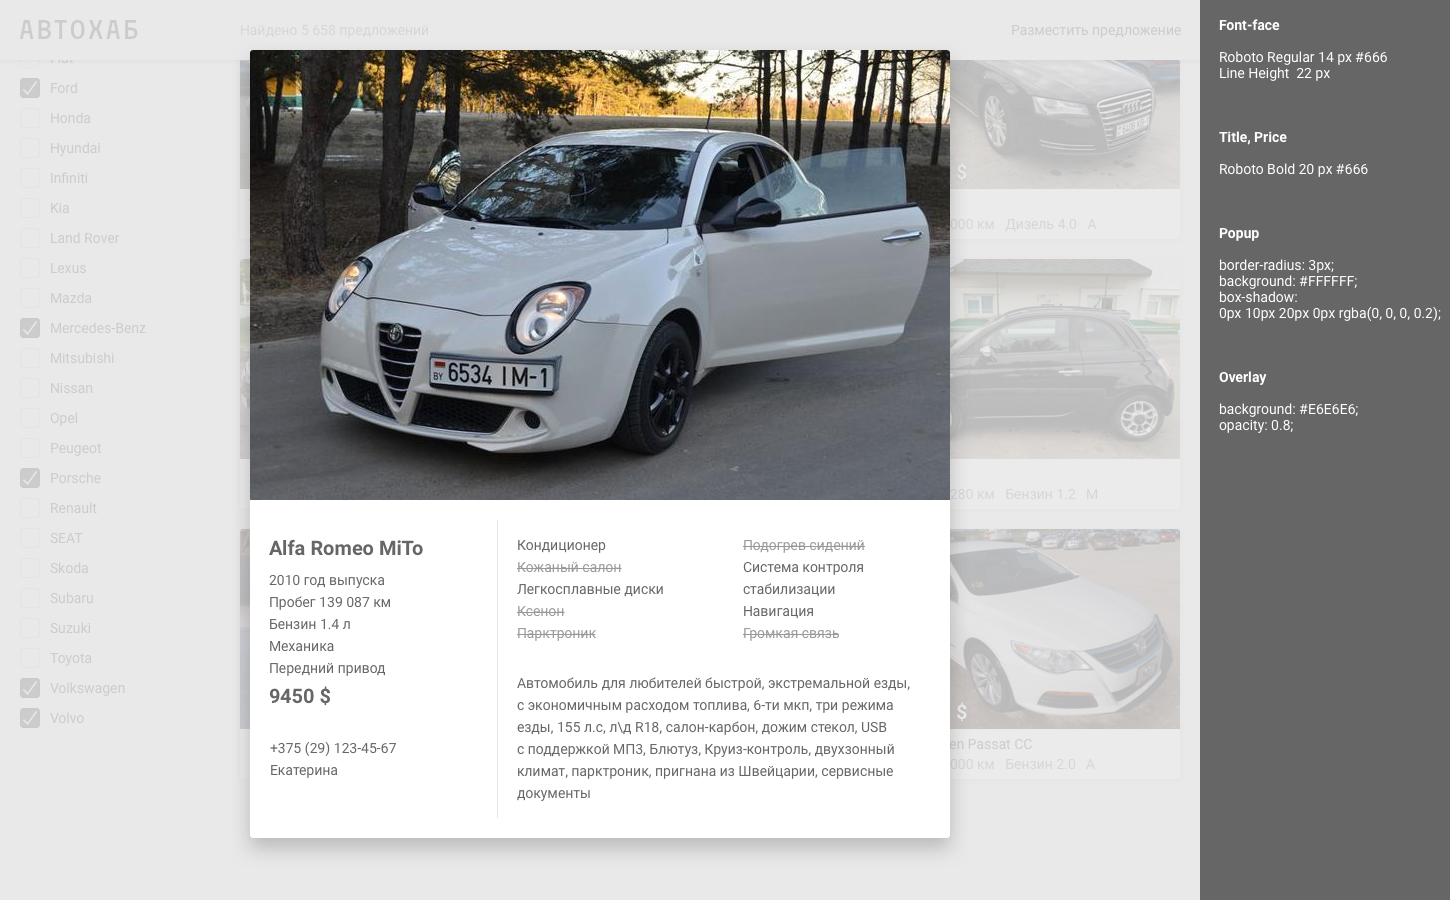 АВТОХАБ
Найдено 5 658 предложений
Разместить предложение
Ford
Honda
Hyundai
Infiniti
Kia
Land Rover
Lexus
Mazda
Mercedes-Benz
Mitsubishi
Nissan
Opel
Peugeot
Porsche
Renault
SEAT
Skoda
Subaru
Suzuki
Toyota
Volkswagen
Volvo
BY 6534 IM-1
Alfa Romeo MiTo
2010 год выпуска
Пробег 139 087 км
Бензин 1.4 л
Механика
Передний привод
9450 $
+375 (29) 123-45-67
Екатерина
Кондиционер
Кожаный салон
Легкосплавные диски
Ксенон
Парктроник
Подогрев сидений
Система контроля
стабилизации
Навигация
Громкая связь
Автомобиль для любителей быстрой, экстремальной езды,
с экономичным расходом топлива, 6-ти мкп, три режима
езды, 155 л.с, л\д R18, салон-карбон, дожим стекол, USB
с поддержкой МП3, Блютуз, Круиз-контроль, двухзонный
климат, парктроник, пригнана из Швейцарии, сервисные
документы
$
000 км Дизель 4.0 А
280 км Бензин 1.2 М
$
en Passat CC
000 км Бензин 2.0 А
Font-face
Roboto Regular 14 px #666
Line Height 22 px
Title, Price
Roboto Bold 20 px #666
Popup
border-radius: 3px;
background: #FFFFFF;
box-shadow:
0px 10px 20px 0px rgba(0, 0, 0, 0.2);
Overlay
background: #E6E6E6;
opacity: 0.8;